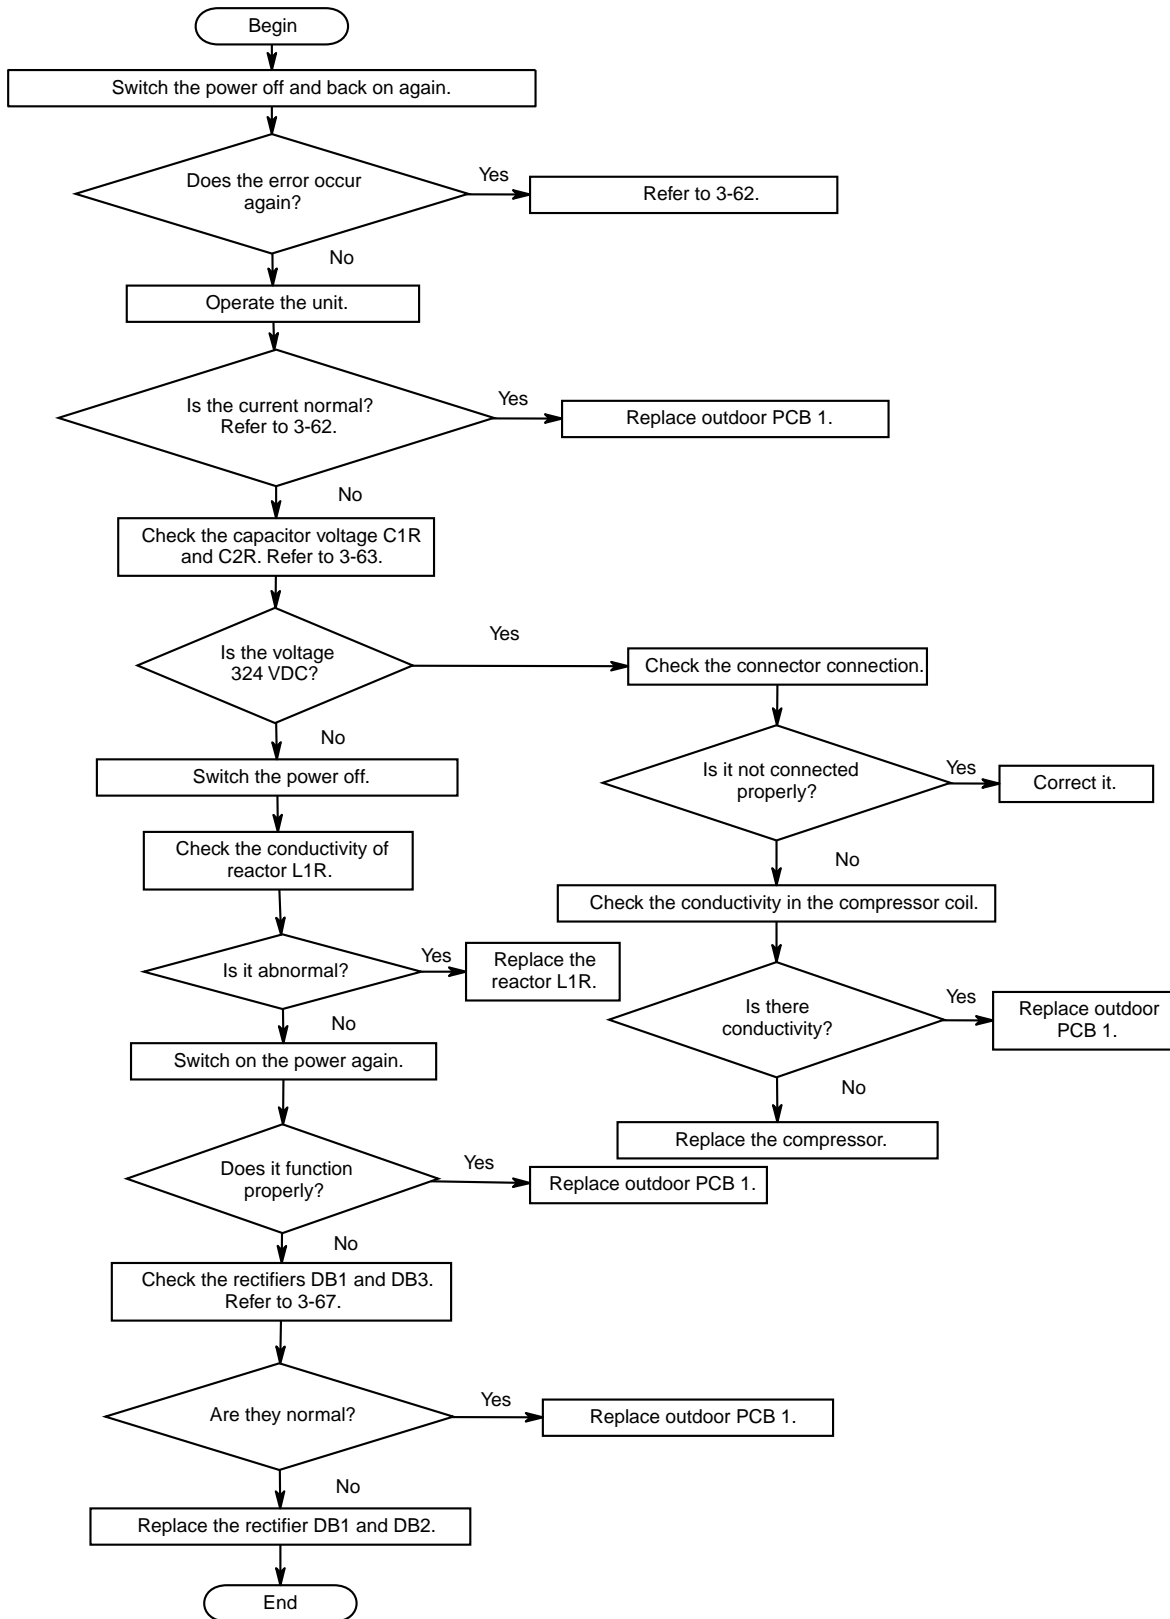 Begin
Switch the power off and back on again.
Does the error occur
again?
Yes
Refer to 3-62.
No
Operate the unit.
Is the current normal?
Refer to 3-62.
Yes
Replace outdoor PCB 1.
No
Check the capacitor voltage C1R
and C2R. Refer to 3-63.
Is the voltage
324 VDC?
Yes
Check the connector connection.
No
Switch the power off.
Is it not connected
properly?
Yes
Correct it.
No
Check the conductivity of
reactor L1R.
Check the conductivity in the compressor coil.
Is it abnormal?
Yes
Replace the
reactor L1R.
No
Is there
conductivity?
Yes
Replace outdoor
PCB 1.
No
Replace the compressor.
Switch on the power again.
Does it function
properly?
Yes
Replace outdoor PCB 1.
No
Check the rectifiers DB1 and DB3.
Refer to 3-67.
Are they normal?
Yes
Replace outdoor PCB 1.
No
Replace the rectifier DB1 and DB2.
End